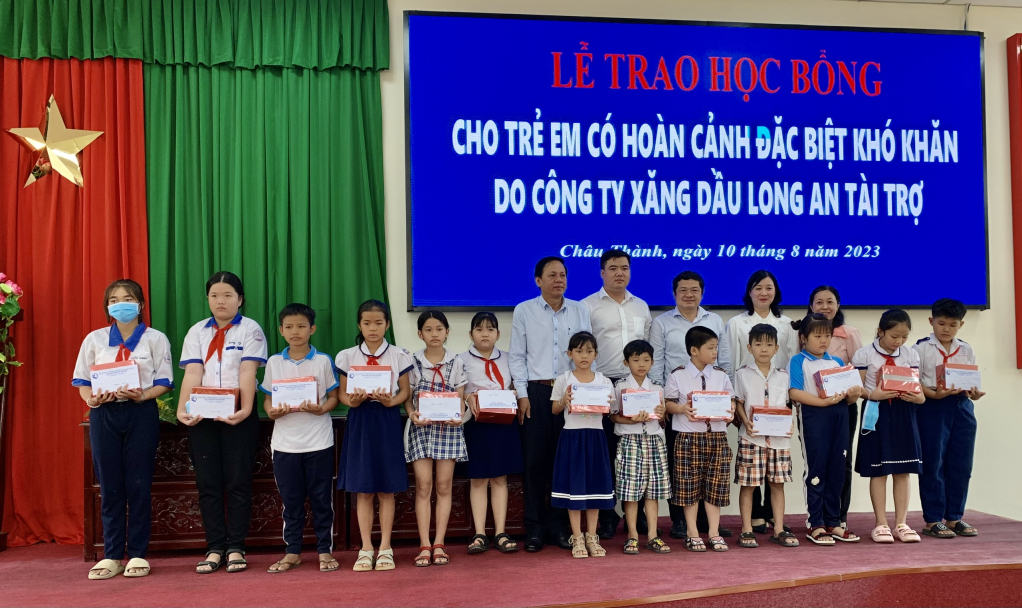 LỄ TRAO HỌC BỔNG
CHO TRẺ EM CÓ HOÀN CẢNH ĐẶC BIỆT KHÓ KHĂN
DO CÔNG TY XĂNG DẦU LONG AN TÀI TRỢ
Châu Thành, ngày 10 tháng 8 năm 2023